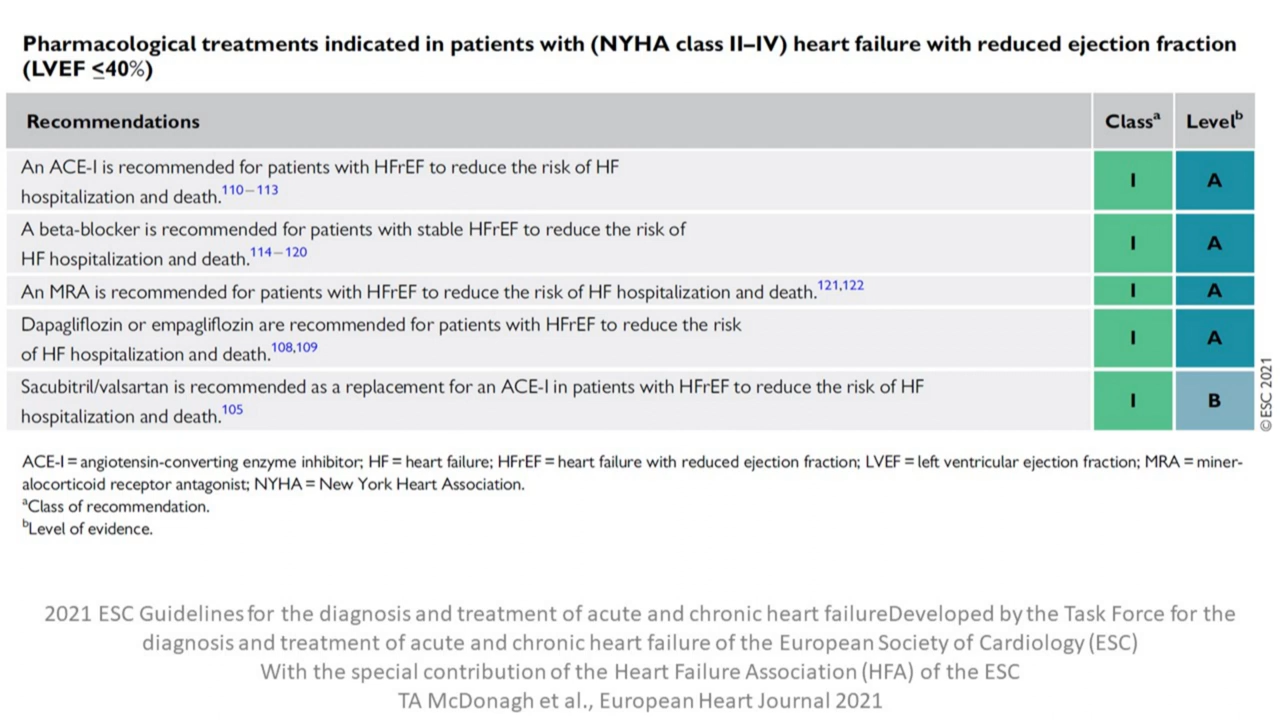 Pharmacological treatments indicated in patients with (NYHA class II–IV) heart failure with reduced ejection fraction
(LVEF ≤40%)
Recommendations Classᵃ Levelᵇ
An ACE-I is recommended for patients with HFrEF to reduce the risk of HF
hospitalization and death.110–113 I A
A beta-blocker is recommended for patients with stable HFrEF to reduce the risk of
HF hospitalization and death.114–120 I A
An MRA is recommended for patients with HFrEF to reduce the risk of HF hospitalization and death.121,122 I A
Dapagliflozin or empagliflozin are recommended for patients with HFrEF to reduce the risk
of HF hospitalization and death.108,109 I A
Sacubitril/valsartan is recommended as a replacement for an ACE-I in patients with HFrEF to reduce the risk of HF
hospitalization and death.105 I B
©ESC 2021
ACE-I = angiotensin-converting enzyme inhibitor; HF = heart failure; HFrEF = heart failure with reduced ejection fraction; LVEF = left ventricular ejection fraction; MRA = miner-
alocorticoid receptor antagonist; NYHA = New York Heart Association.
ᵃClass of recommendation.
ᵇLevel of evidence.
2021 ESC Guidelines for the diagnosis and treatment of acute and chronic heart failureDeveloped by the Task Force for the
diagnosis and treatment of acute and chronic heart failure of the European Society of Cardiology (ESC)
With the special contribution of the Heart Failure Association (HFA) of the ESC
TA McDonagh et al., European Heart Journal 2021